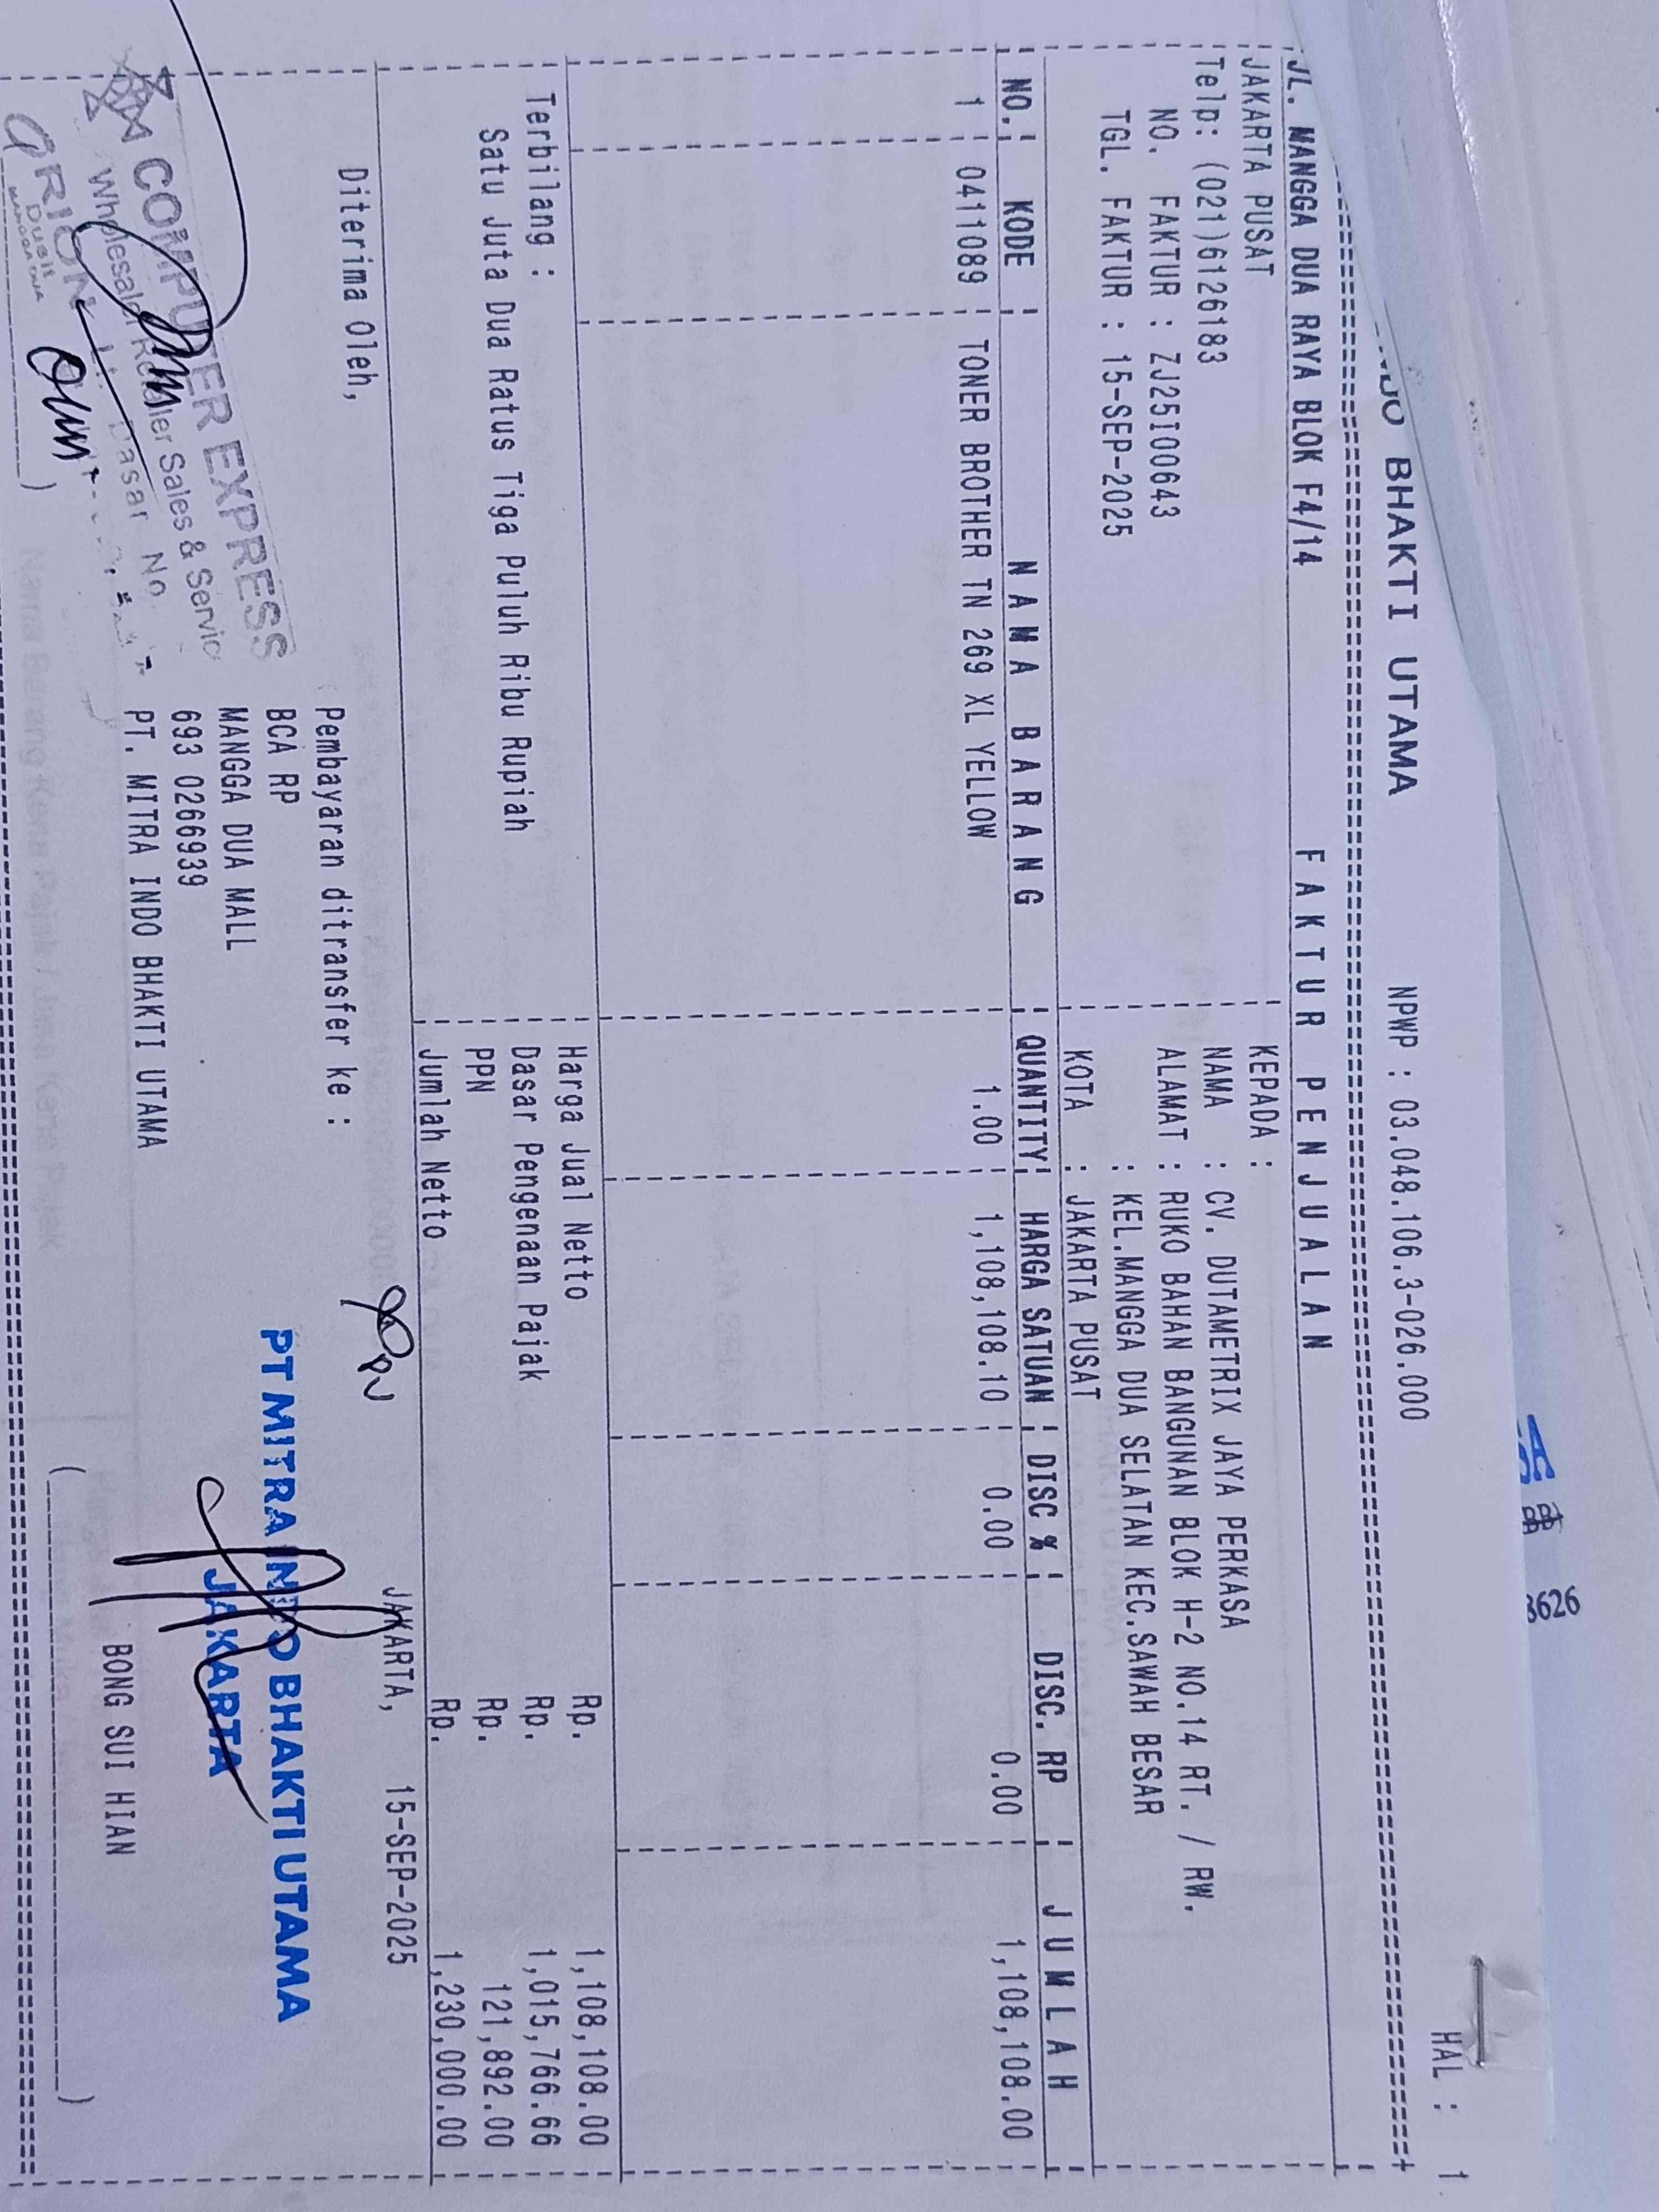 BHAKTI UTAMA NPWP : 03.048.106.3-026.000 HAL : 1
JL. MANGGA DUA RAYA BLOK F4/14 F A K T U R P E N J U A L A N
JAKARTA PUSAT KEPADA :
Telp: (021)6126183 NAMA : CV. DUTAMETRIX JAYA PERKASA
NO. FAKTUR : ZJ25I00643 ALAMAT : RUKO BAHAN BANGUNAN BLOK H-2 NO.14 RT. / RW.
TGL. FAKTUR : 15-SEP-2025 : KEL.MANGGA DUA SELATAN KEC.SAWAH BESAR
KOTA : JAKARTA PUSAT
NO. KODE N A M A B A R A N G QUANTITY HARGA SATUAN DISC % DISC. RP J U M L A H
1 0411089 TONER BROTHER TN 269 XL YELLOW 1.00 1,108,108.10 0.00 0.00 1,108,108.00
Harga Jual Netto Rp. 1,108,108.00
Terbilang : Dasar Pengenaan Pajak Rp. 1,015,766.66
Satu Juta Dua Ratus Tiga Puluh Ribu Rupiah PPN Rp. 121,892.00
Jumlah Netto Rp. 1,230,000.00
JAKARTA, 15-SEP-2025
Diterima Oleh, Pembayaran ditransfer ke :
BCA RP
MANGGA DUA MALL
693 0266939
PT. MITRA INDO BHAKTI UTAMA
COMPUTER EXPRESS
Wholesaler Reseller Sales & Servic
ORION
Dusit
Dasar No.
PT MITRA INDO BHAKTI UTAMA
JAKARTA
BONG SUI HIAN
3626